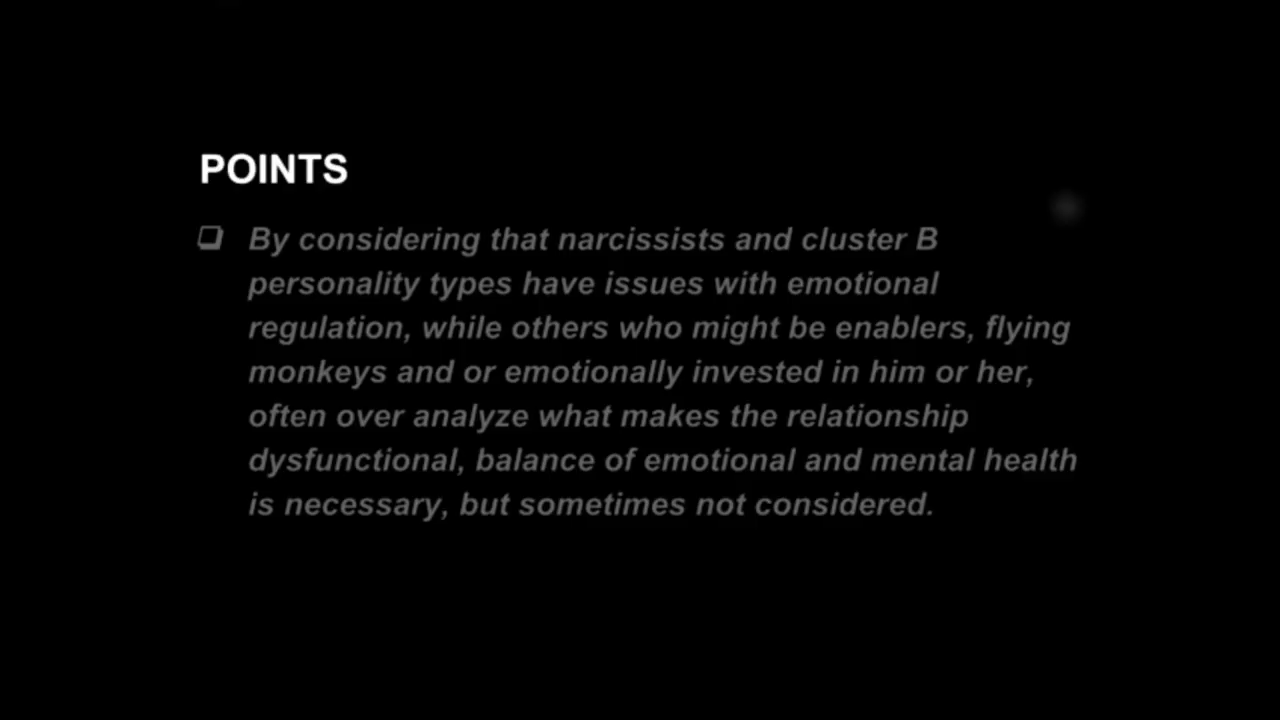 POINTS
❑ By considering that narcissists and cluster B
personality types have issues with emotional
regulation, while others who might be enablers, flying
monkeys and or emotionally invested in him or her,
often over analyze what makes the relationship
dysfunctional, balance of emotional and mental health
is necessary, but sometimes not considered.